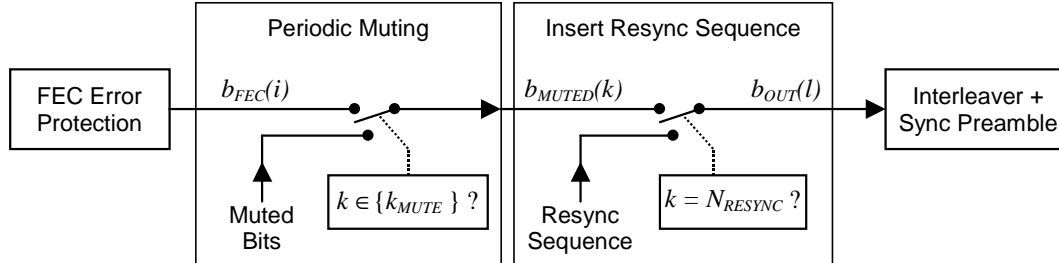 Periodic Muting
Insert Resync Sequence
FEC Error
Protection
b_FEC(i)
b_MUTED(k)
b_OUT(l)
Interleaver +
Sync Preamble
k ∈ {k_MUTE } ?
k = N_RESYNC ?
Muted
Bits
Resync
Sequence